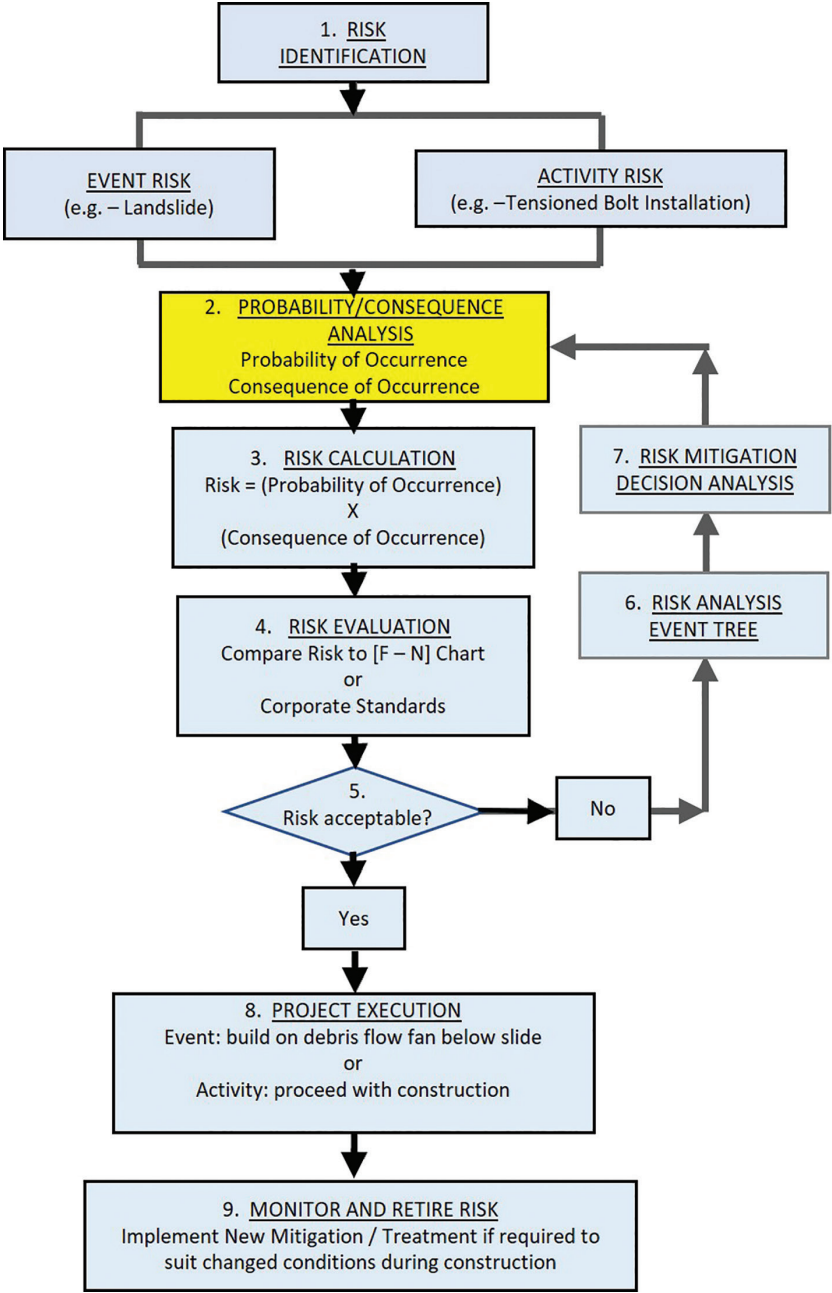 1. RISK
IDENTIFICATION
EVENT RISK
(e.g. – Landslide)
ACTIVITY RISK
(e.g. –Tensioned Bolt Installation)
2. PROBABILITY/CONSEQUENCE
ANALYSIS
Probability of Occurrence
Consequence of Occurrence
3. RISK CALCULATION
Risk = (Probability of Occurrence)
X
(Consequence of Occurrence)
7. RISK MITIGATION
DECISION ANALYSIS
4. RISK EVALUATION
Compare Risk to [F – N] Chart
or
Corporate Standards
6. RISK ANALYSIS
EVENT TREE
5.
Risk acceptable?
No
Yes
8. PROJECT EXECUTION
Event: build on debris flow fan below slide
or
Activity: proceed with construction
9. MONITOR AND RETIRE RISK
Implement New Mitigation / Treatment if required to
suit changed conditions during construction